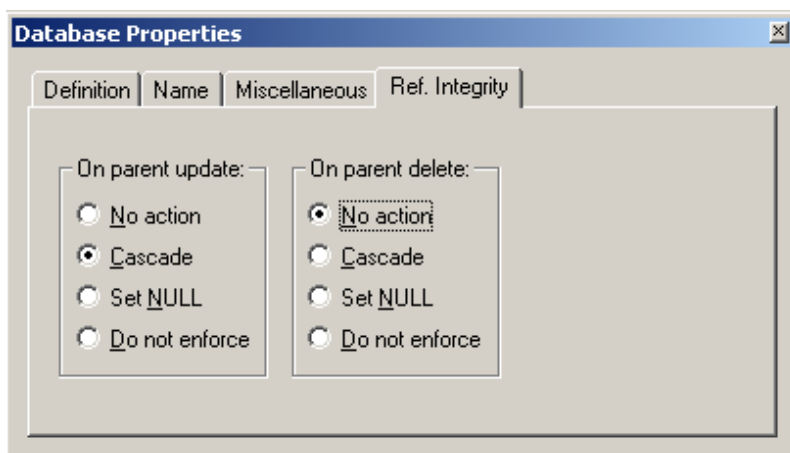 Database Properties
Definition Name Miscellaneous Ref. Integrity
On parent update: On parent delete:
No action No action
Cascade Cascade
Set NULL Set NULL
Do not enforce Do not enforce